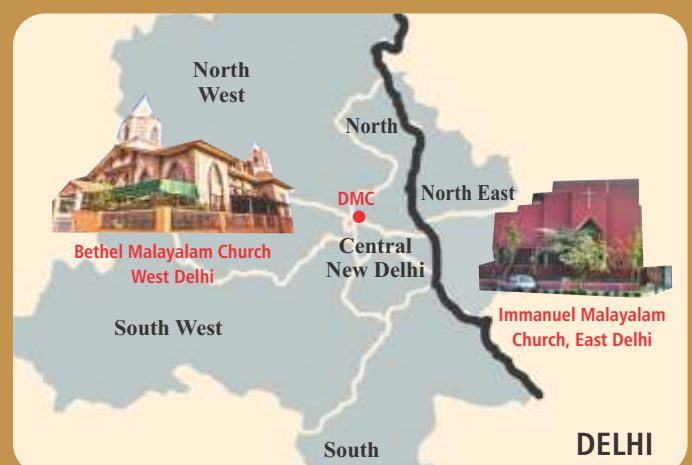 North
West
North
DMC
North East
Central
New Delhi
Bethel Malayalam Church
West Delhi
Immanuel Malayalam
Church, East Delhi
South West
South
DELHI